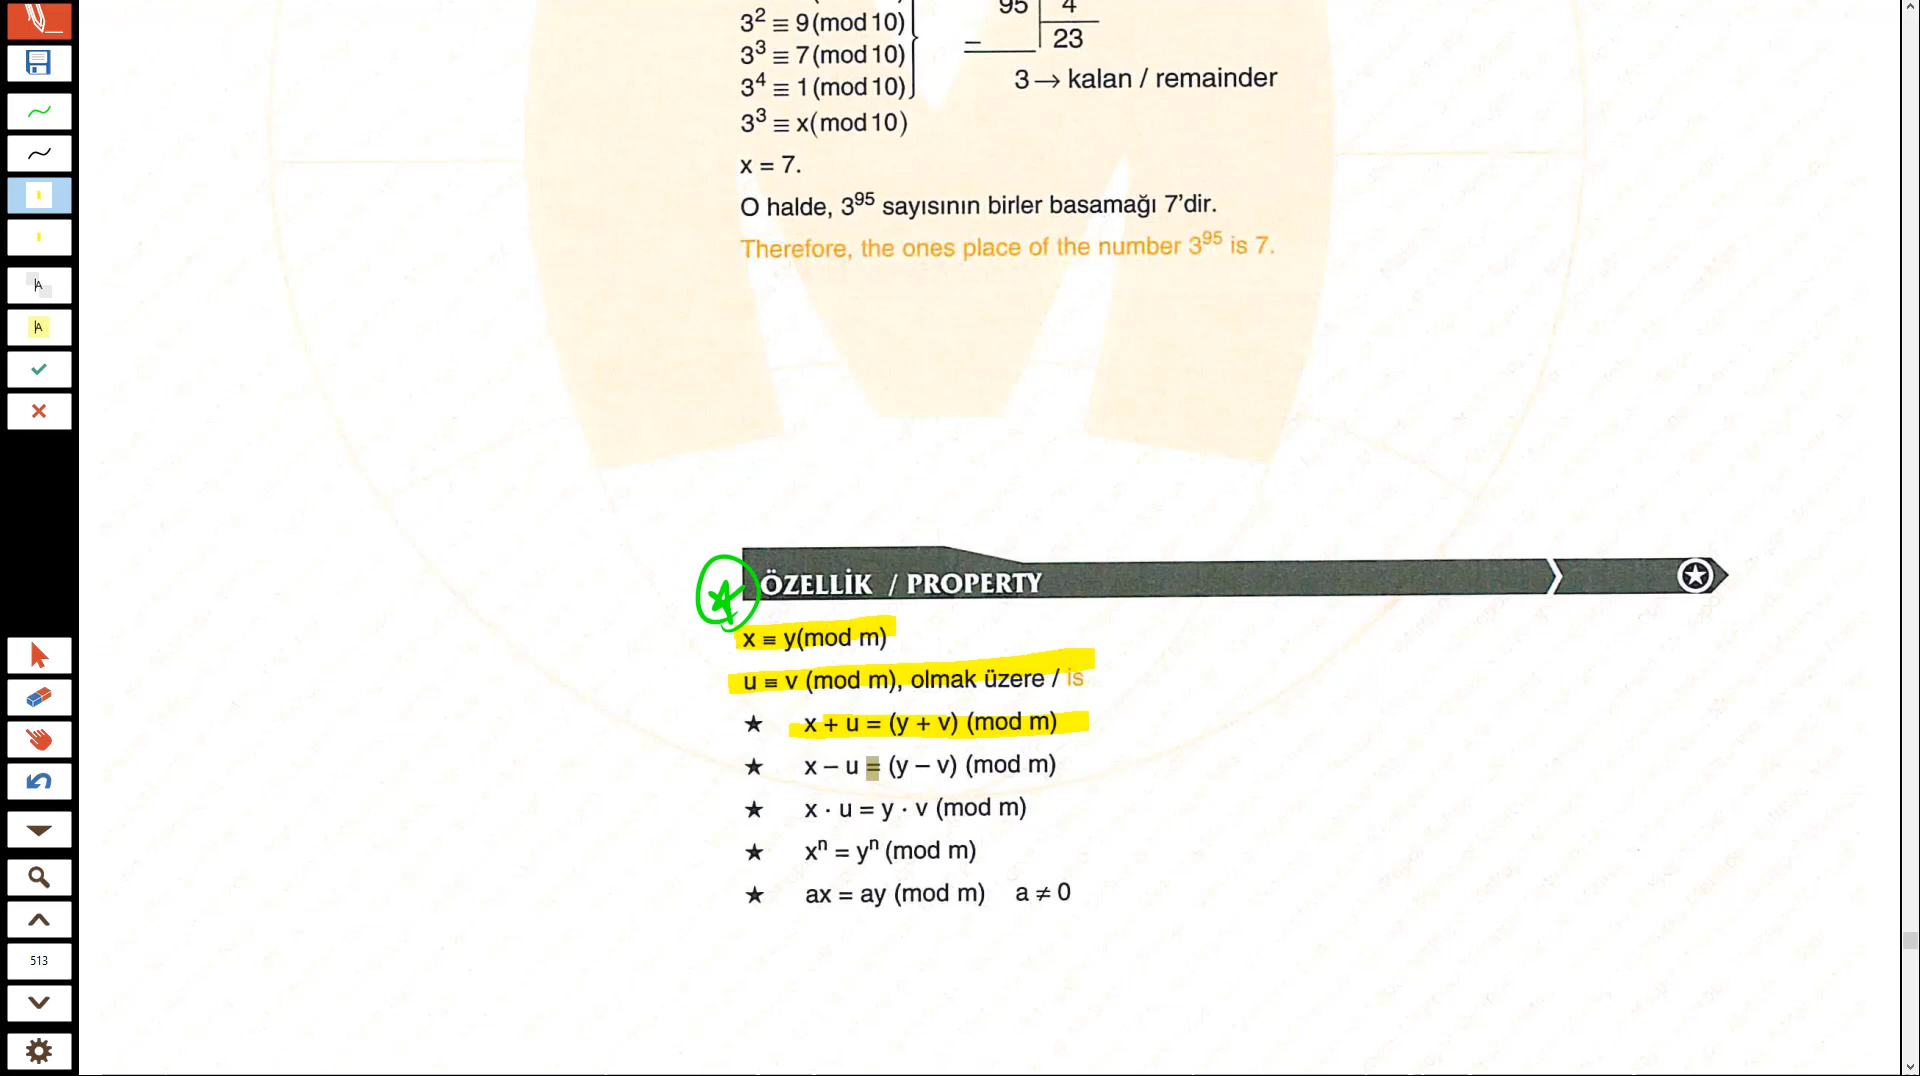 3² ≡ 9(mod 10)
3³ ≡ 7(mod 10)
3⁴ ≡ 1(mod 10)
95 4
23
3→ kalan / remainder
3³ ≡ x(mod 10)
x = 7.
O halde, 3⁹⁵ sayısının birler basamağı 7’dir.
Therefore, the ones place of the number 3⁹⁵ is 7.
ÖZELLİK / PROPERTY
x ≡ y(mod m)
u ≡ v (mod m), olmak üzere / is
★ x + u = (y + v) (mod m)
★ x – u = (y – v) (mod m)
★ x · u = y · v (mod m)
★ xⁿ = yⁿ (mod m)
★ ax = ay (mod m) a ≠ 0
A
A
513